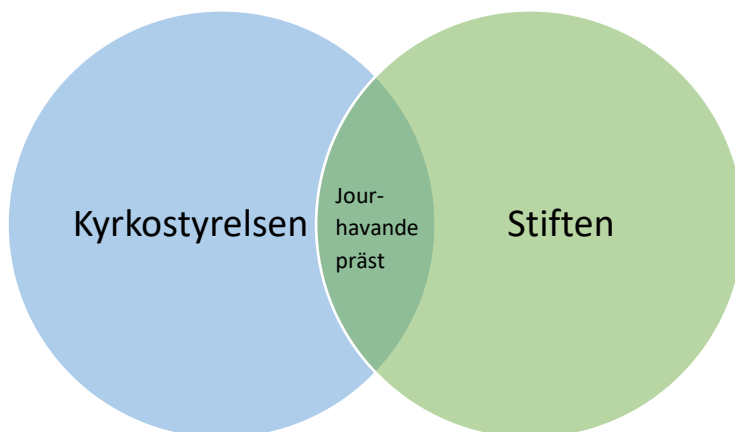 Kyrkostyrelsen
Jour-
havande
präst
Stiften